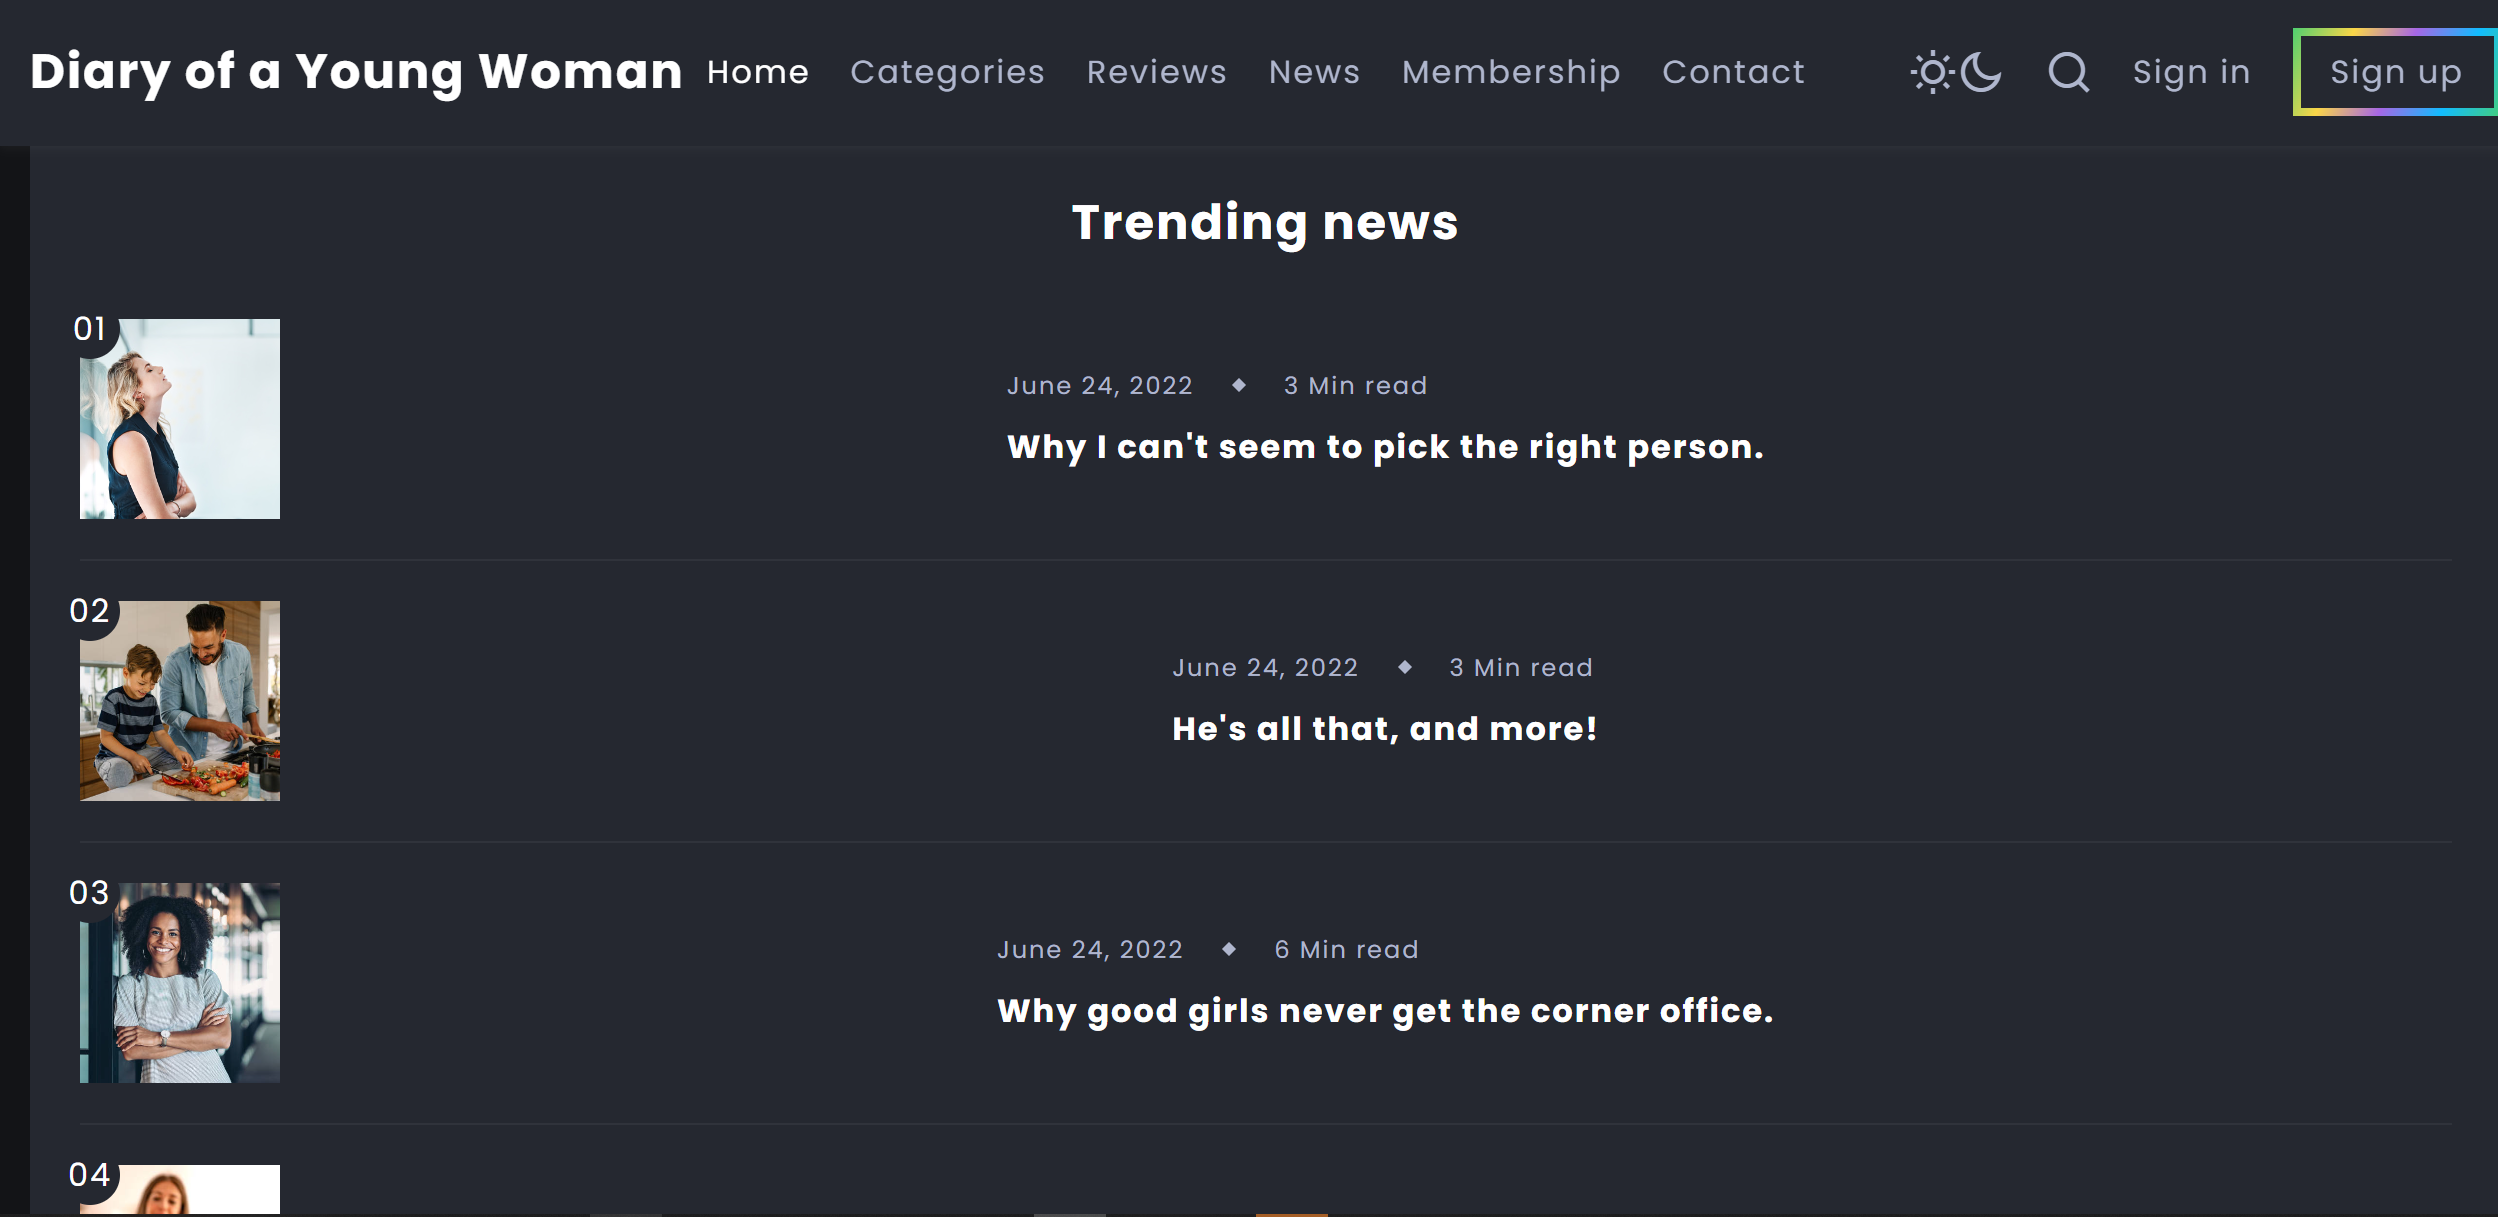 Diary of a Young Woman Home Categories Reviews News Membership Contact Sign in Sign up
Trending news
01
June 24, 2022 ◆ 3 Min read
Why I can't seem to pick the right person.
02
June 24, 2022 ◆ 3 Min read
He's all that, and more!
03
June 24, 2022 ◆ 6 Min read
Why good girls never get the corner office.
04